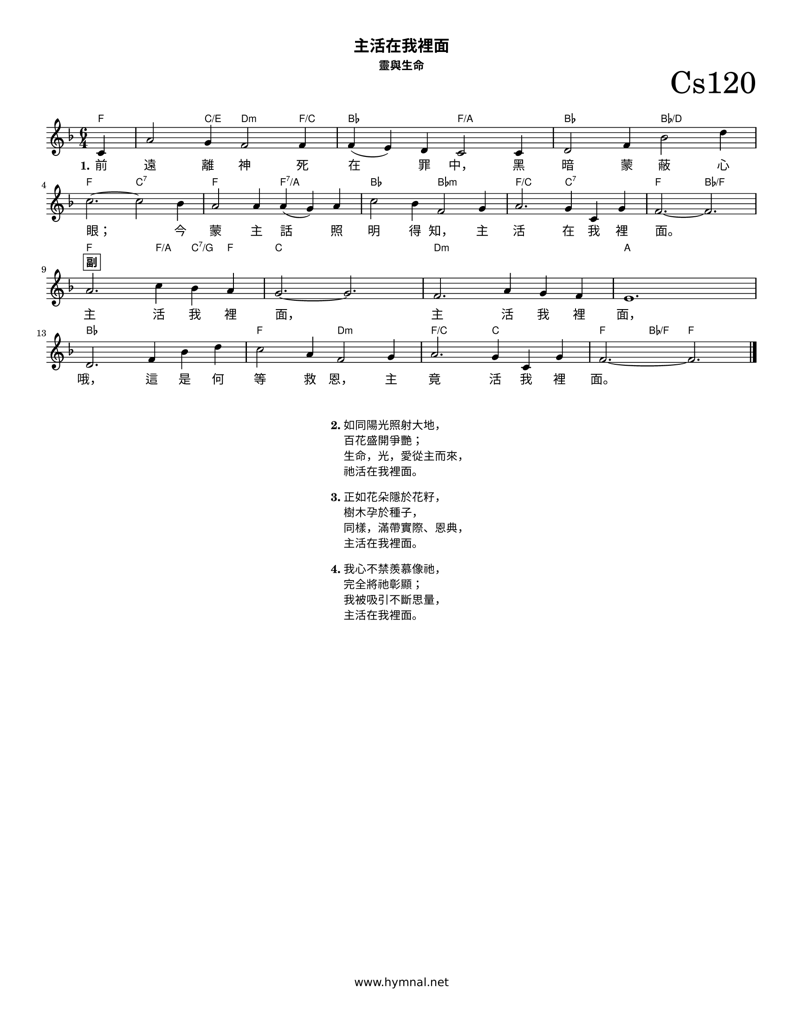 主活在我裡面
靈與生命
Cs120
F C/E Dm F/C B♭ F/A B♭ B♭/D
6/4
1. 前 遠 離 神 死 在 罪 中, 黑 暗 蒙 蔽 心
4 F C7 F F7/A B♭ B♭m F/C C7 F B♭/F
眼; 今 蒙 主 話 照 明 得 知, 主 活 在 我 裡 面。
F F/A C7/G F C Dm A
9 副
主 活 我 裡 面, 主 活 我 裡 面,
13 B♭ F Dm F/C C F B♭/F F
哦, 這 是 何 等 救 恩, 主 竟 活 我 裡 面。
2. 如同陽光照射大地,
百花盛開爭艷;
生命,光,愛從主而來,
祂活在我裡面。
3. 正如花朵隱於花籽,
樹木孕於種子,
同樣,滿帶實際、恩典,
主活在我裡面。
4. 我心不禁羨慕像祂,
完全將祂彰顯;
我被吸引不斷思量,
主活在我裡面。
www.hymnal.net